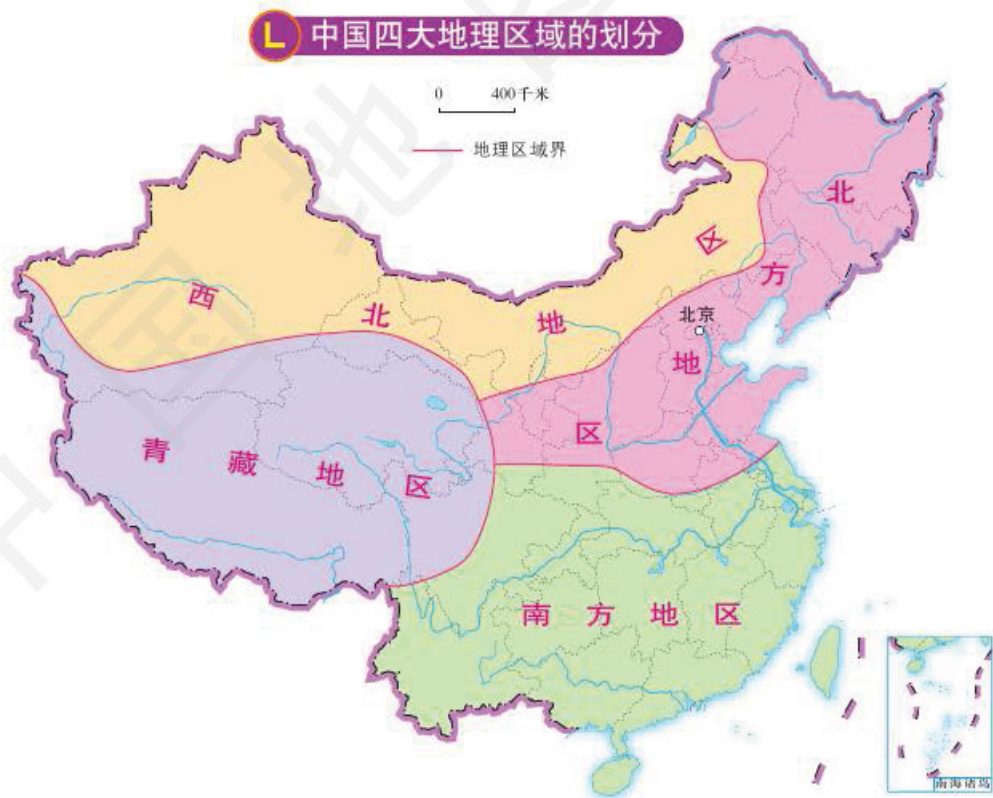 L 中国四大地理区域的划分
0 400千米
地理区域界
西北地区
北方地区
北京
青藏地区
南方地区
南海诸岛